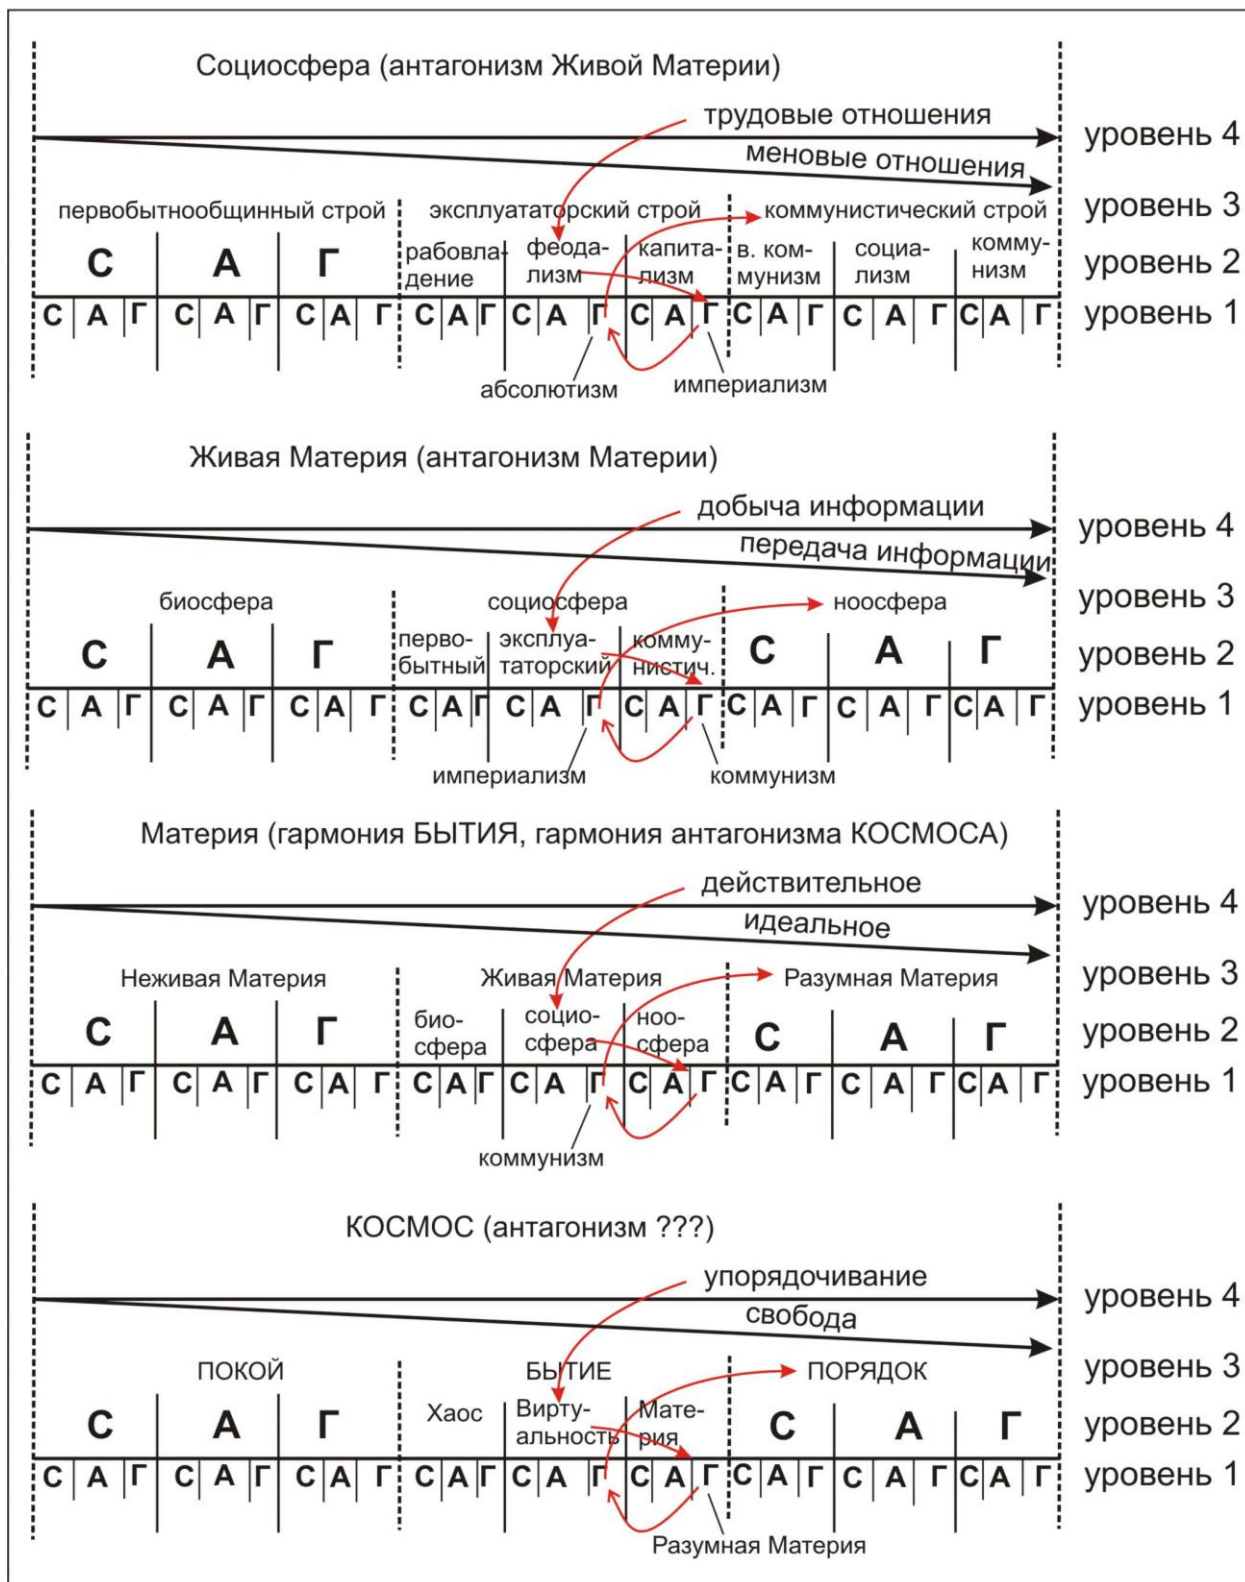 Социосфера (антагонизм Живой Материи)
трудовые отношения
уровень 4
меновые отношения
первобытнообщинный строй эксплуататорский строй коммунистический строй уровень 3
С А Г рабовла- феода- капита- в. ком- социа- комму- уровень 2
дение лизм лизм мунизм лизм низм
С А Г С А Г С А Г С А Г С А Г С А Г С А Г С А Г С А Г уровень 1
абсолютизм империализм
Живая Материя (антагонизм Материи)
добыча информации
уровень 4
передача информации
биосфера социосфера ноосфера уровень 3
С А Г перво- эксплуа- комму- С А Г уровень 2
бытный таторский нистич.
С А Г С А Г С А Г С А Г С А Г С А Г С А Г С А Г С А Г уровень 1
империализм коммунизм
Материя (гармония БЫТИЯ, гармония антагонизма КОСМОСА)
действительное
уровень 4
идеальное
Неживая Материя Живая Материя Разумная Материя уровень 3
С А Г био- социо- ноо- С А Г уровень 2
сфера сфера сфера
С А Г С А Г С А Г С А Г С А Г С А Г С А Г С А Г С А Г уровень 1
коммунизм
КОСМОС (антагонизм ???)
упорядочивание
уровень 4
свобода
ПОКОЙ БЫТИЕ ПОРЯДОК уровень 3
С А Г Хаос Вирту- Мате- С А Г уровень 2
альность рия
С А Г С А Г С А Г С А Г С А Г С А Г С А Г С А Г С А Г уровень 1
Разумная Материя